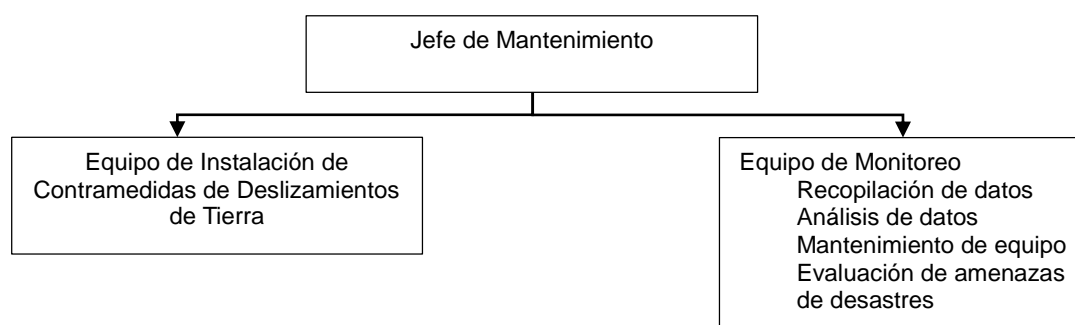 Jefe de Mantenimiento
Equipo de Instalación de
Contramedidas de Deslizamientos
de Tierra
Equipo de Monitoreo
Recopilación de datos
Análisis de datos
Mantenimiento de equipo
Evaluación de amenazas
de desastres